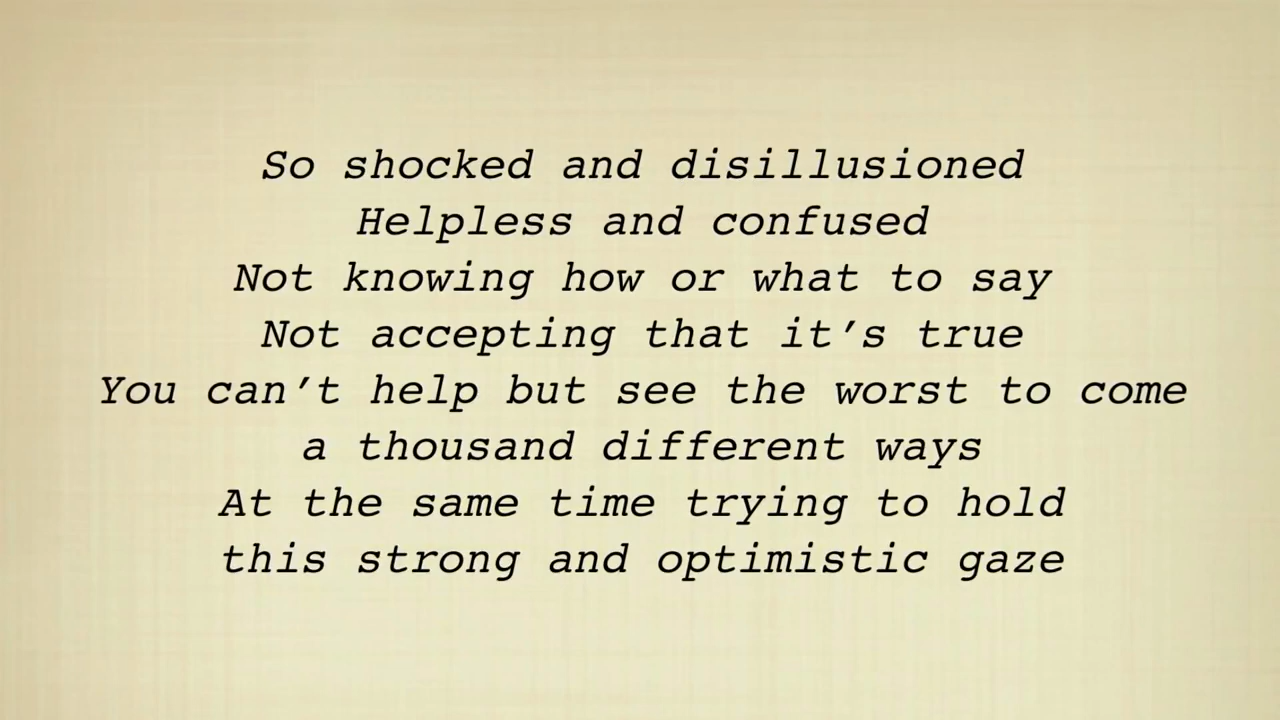 So shocked and disillusioned
Helpless and confused
Not knowing how or what to say
Not accepting that it’s true
You can’t help but see the worst to come
a thousand different ways
At the same time trying to hold
this strong and optimistic gaze